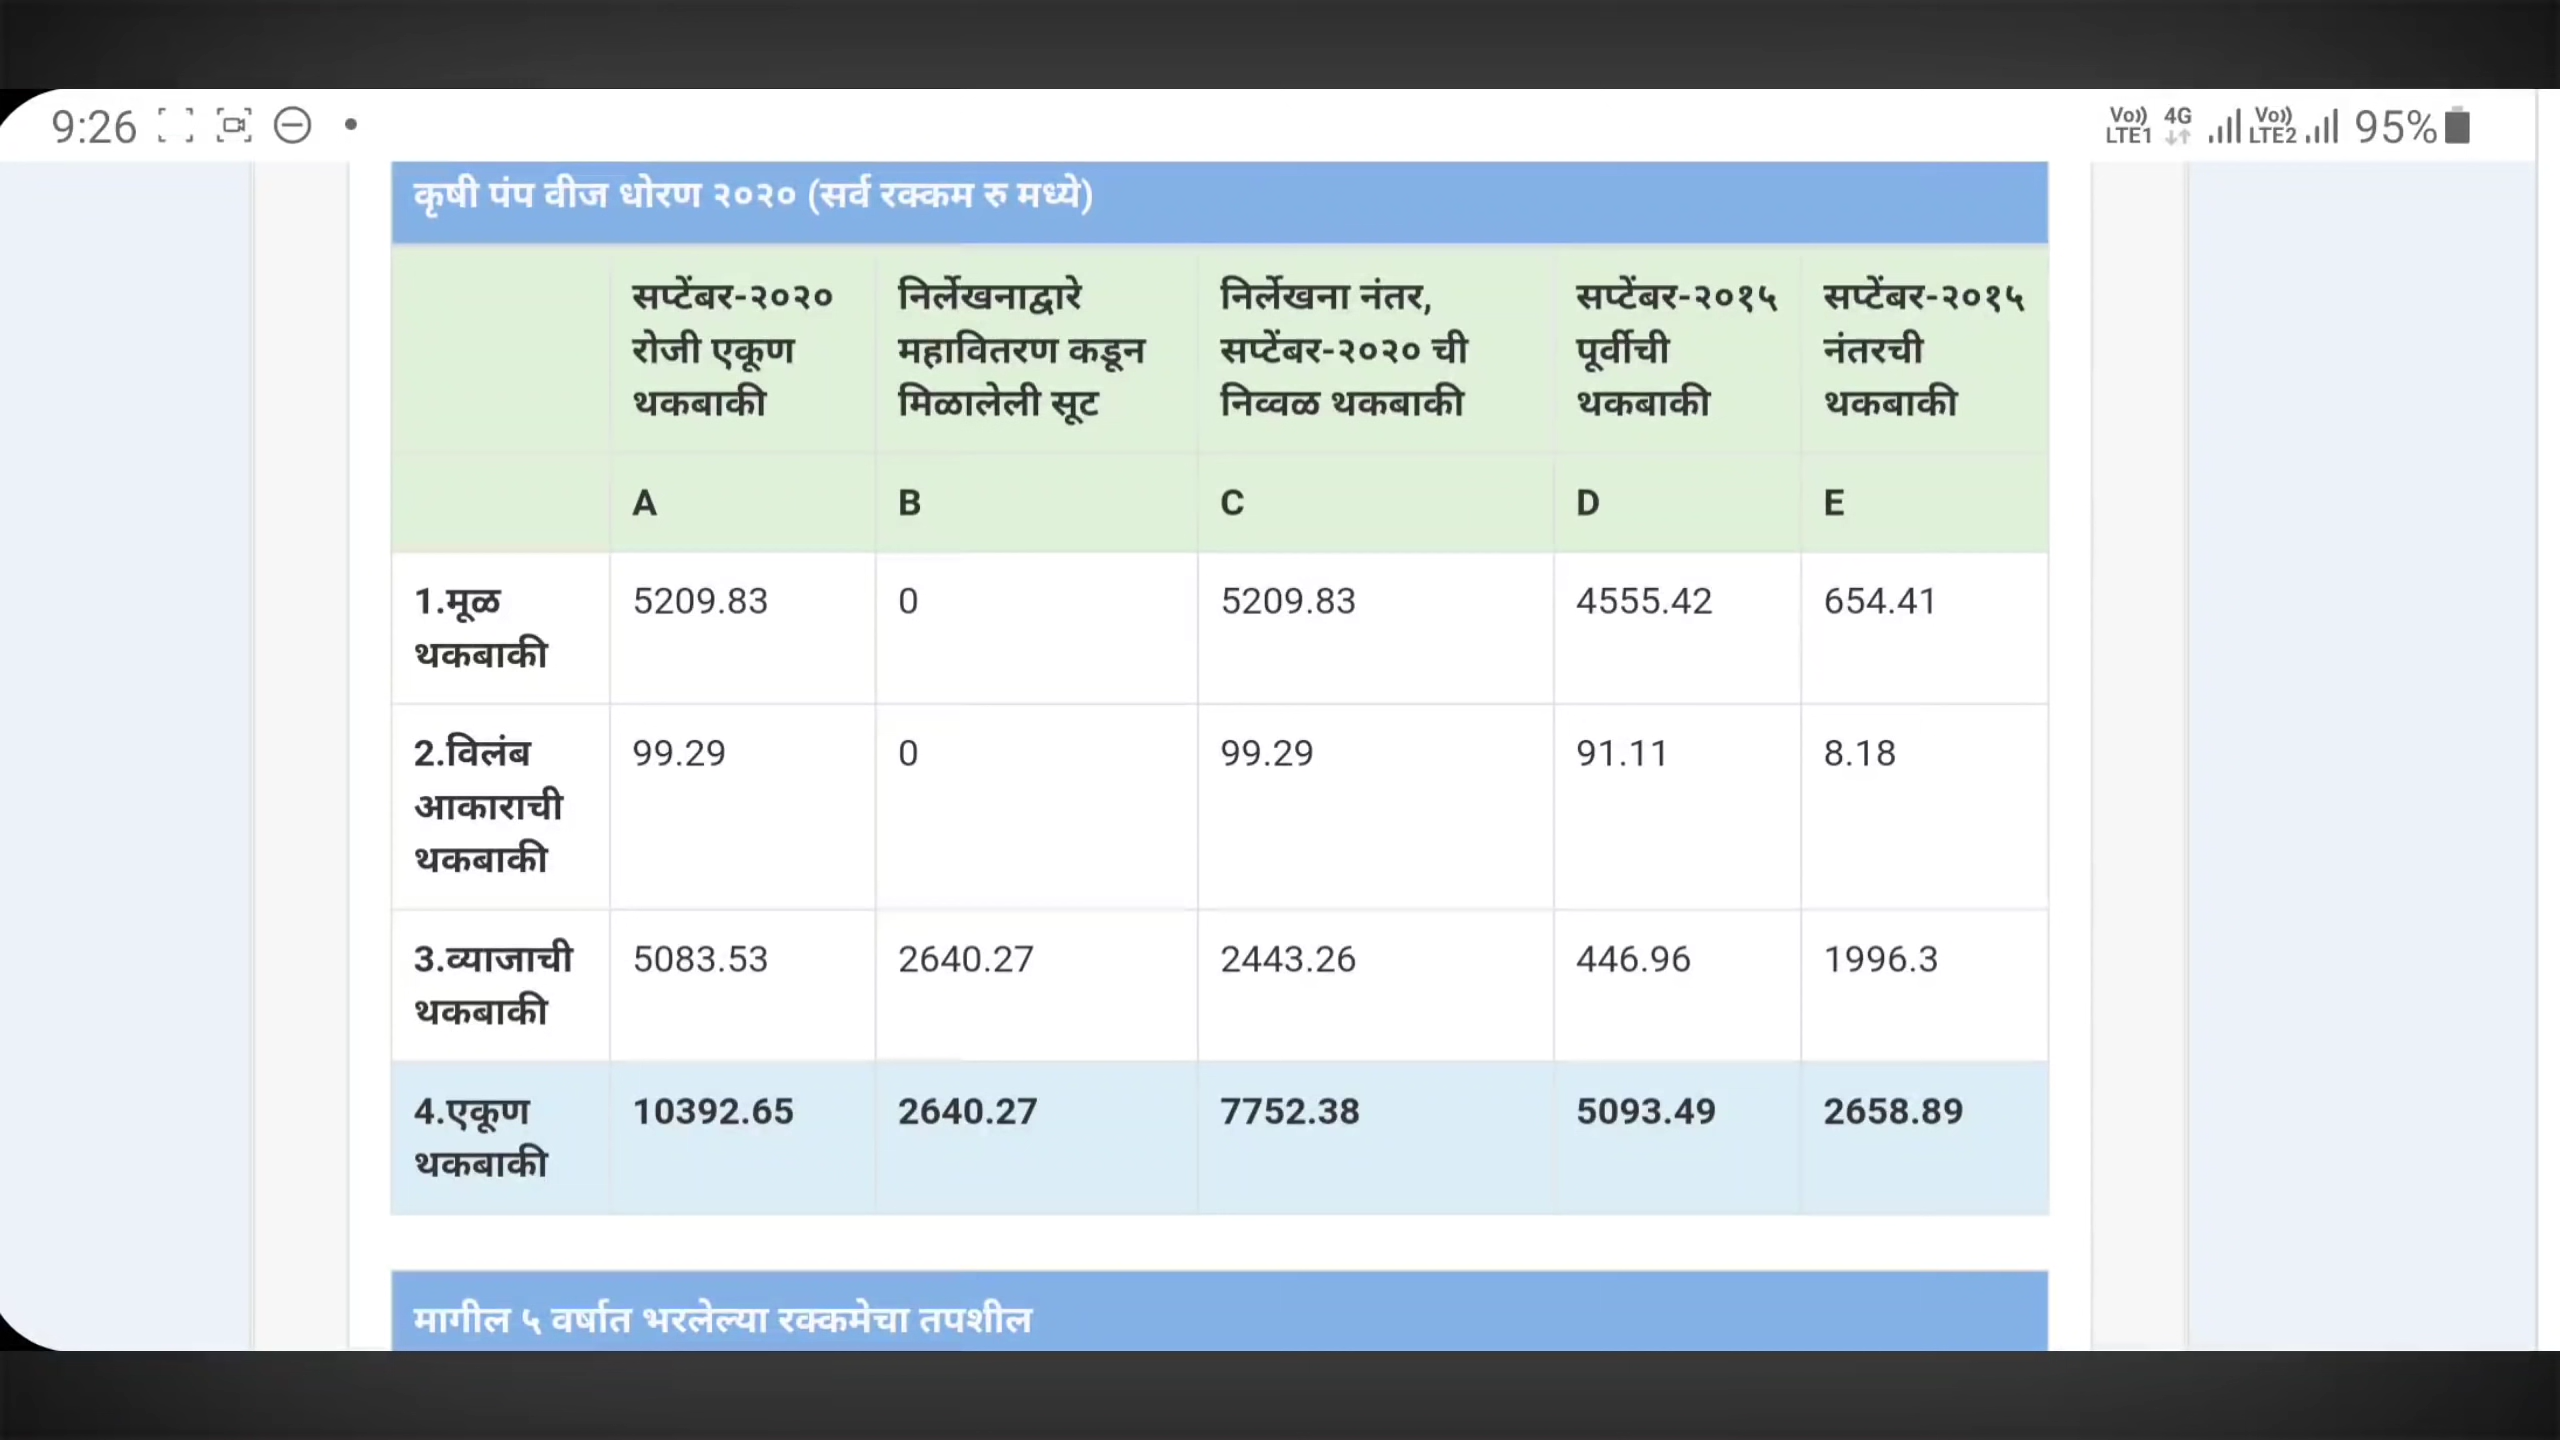 9:26
Vo)) LTE1 4G Vo)) LTE2 95%
कृषी पंप वीज धोरण २०२० (सर्व रक्कम रु मध्ये)
सप्टेंबर-२०२० रोजी एकूण थकबाकी
निर्लेखनाद्वारे महावितरण कडून मिळालेली सूट
निर्लेखना नंतर, सप्टेंबर-२०२० ची निव्वळ थकबाकी
सप्टेंबर-२०१५ पूर्वीची थकबाकी
सप्टेंबर-२०१५ नंतरची थकबाकी
A B C D E
1.मूळ थकबाकी 5209.83 0 5209.83 4555.42 654.41
2.विलंब आकाराची थकबाकी 99.29 0 99.29 91.11 8.18
3.व्याजाची थकबाकी 5083.53 2640.27 2443.26 446.96 1996.3
4.एकूण थकबाकी 10392.65 2640.27 7752.38 5093.49 2658.89
मागील ५ वर्षात भरलेल्या रक्कमेचा तपशील